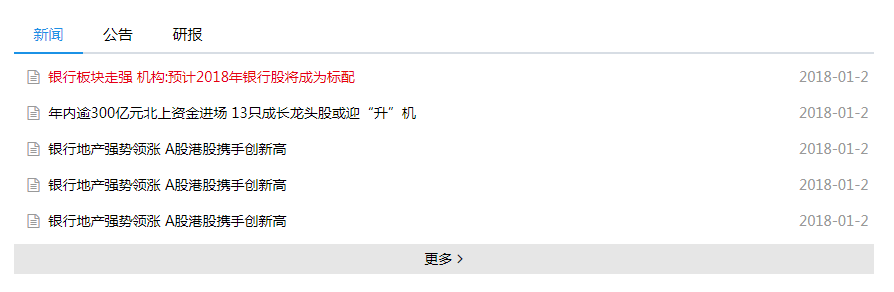 新闻 公告 研报
银行板块走强 机构:预计2018年银行股将成为标配 2018-01-2
年内逾300亿元北上资金进场 13只成长龙头股或迎“升”机 2018-01-2
银行地产强势领涨 A股港股携手创新高 2018-01-2
银行地产强势领涨 A股港股携手创新高 2018-01-2
银行地产强势领涨 A股港股携手创新高 2018-01-2
更多 >